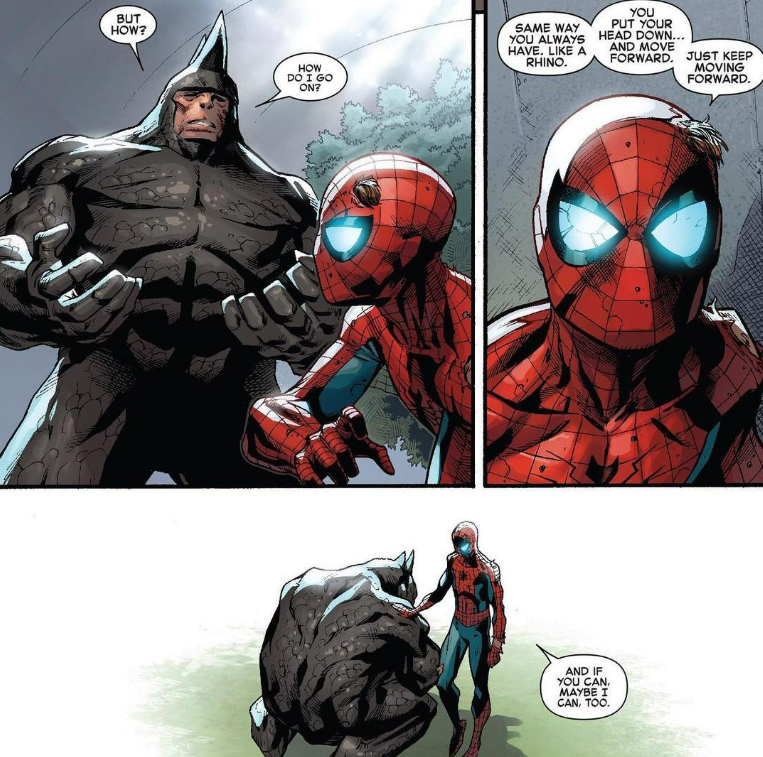 BUT
HOW?
HOW
DO I GO
ON?
SAME WAY
YOU ALWAYS
HAVE. LIKE A
RHINO.
YOU
PUT YOUR
HEAD DOWN...
AND MOVE
FORWARD.
JUST KEEP
MOVING
FORWARD.
AND IF
YOU CAN,
MAYBE I
CAN, TOO.